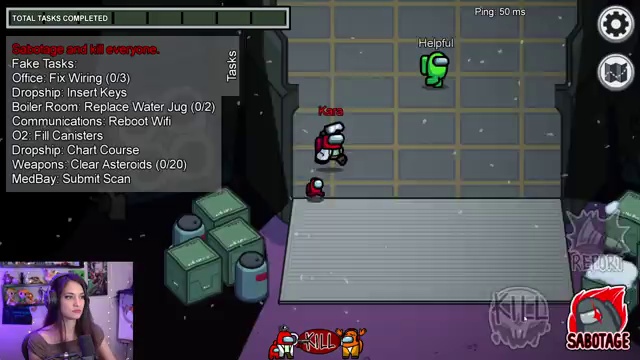 TOTAL TASKS COMPLETED
Ping: 50 ms
Sabotage and kill everyone.
Fake Tasks:
Office: Fix Wiring (0/3)
Dropship: Insert Keys
Boiler Room: Replace Water Jug (0/2)
Communications: Reboot Wifi
O2: Fill Canisters
Dropship: Chart Course
Weapons: Clear Asteroids (0/20)
MedBay: Submit Scan
Tasks
Helpful
Kara
REPORT
KILL
SABOTAGE
KILL